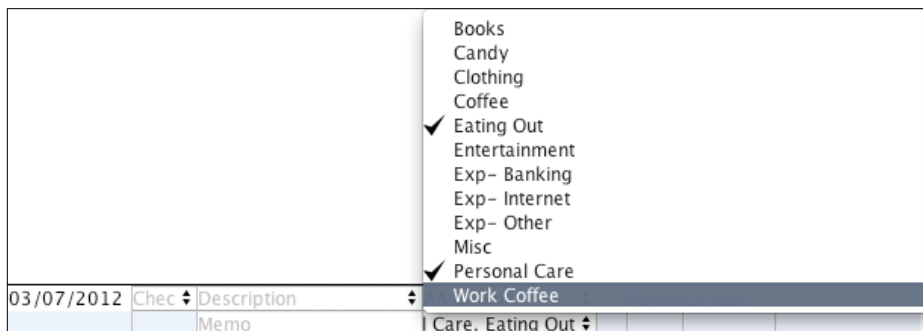 Books
Candy
Clothing
Coffee
Eating Out
Entertainment
Exp- Banking
Exp- Internet
Exp- Other
Misc
Personal Care
Work Coffee
03/07/2012 Chec Description
Memo Care, Eating Out